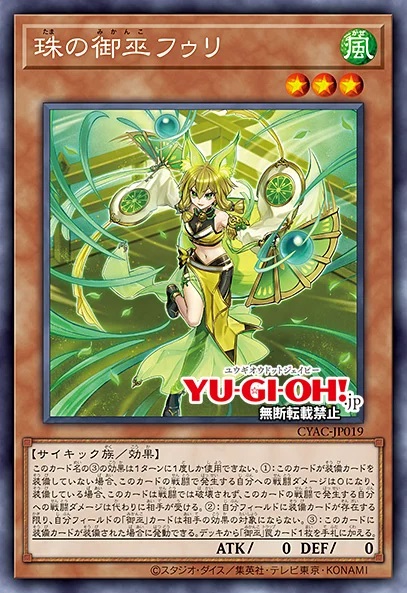 たま みかんこ
珠の御巫フゥリ
かぜ
風
ユウギオウドットジェイピー
YU-GI-OH!.jp
無断転載禁止
CYAC-JP019
【サイキック族／効果】
このカード名の③の効果は1ターンに1度しか使用できない。①：このカードが装備カードを
装備していない場合、このカードの戦闘で発生する自分への戦闘ダメージは0になり、
装備している場合、このカードは戦闘では破壊されず、このカードの戦闘で発生する自分
への戦闘ダメージは代わりに相手が受ける。②：自分フィールドに装備カードが存在する
限り、自分フィールドの「御巫」カードは相手の効果の対象にならない。③：このカードに
装備カードが装備された場合に発動できる。デッキから「御巫」罠カード1枚を手札に加える。
ATK/ 0 DEF/ 0
©スタジオ・ダイス／集英社・テレビ東京・KONAMI